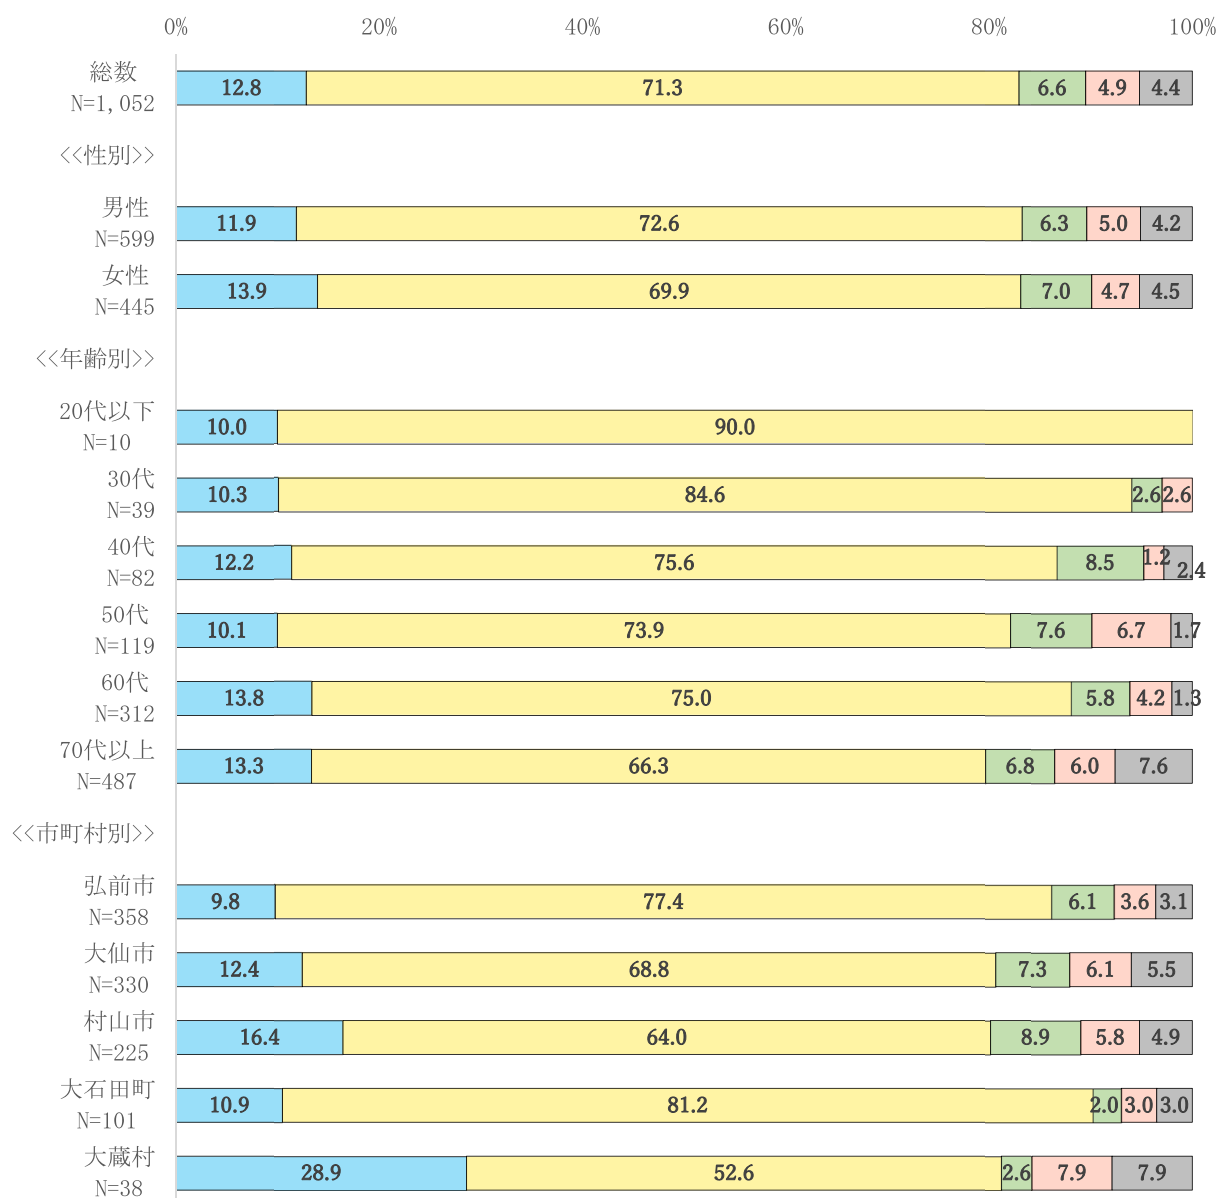 0% 20% 40% 60% 80% 100%
総数
N=1,052
12.8 71.3 6.6 4.9 4.4
<<性別>>
男性
N=599
11.9 72.6 6.3 5.0 4.2
女性
N=445
13.9 69.9 7.0 4.7 4.5
<<年齢別>>
20代以下
N=10
10.0 90.0
30代
N=39
10.3 84.6 2.6 2.6
40代
N=82
12.2 75.6 8.5 1.2 2.4
50代
N=119
10.1 73.9 7.6 6.7 1.7
60代
N=312
13.8 75.0 5.8 4.2 1.3
70代以上
N=487
13.3 66.3 6.8 6.0 7.6
<<市町村別>>
弘前市
N=358
9.8 77.4 6.1 3.6 3.1
大仙市
N=330
12.4 68.8 7.3 6.1 5.5
村山市
N=225
16.4 64.0 8.9 5.8 4.9
大石田町
N=101
10.9 81.2 2.0 3.0 3.0
大蔵村
N=38
28.9 52.6 2.6 7.9 7.9